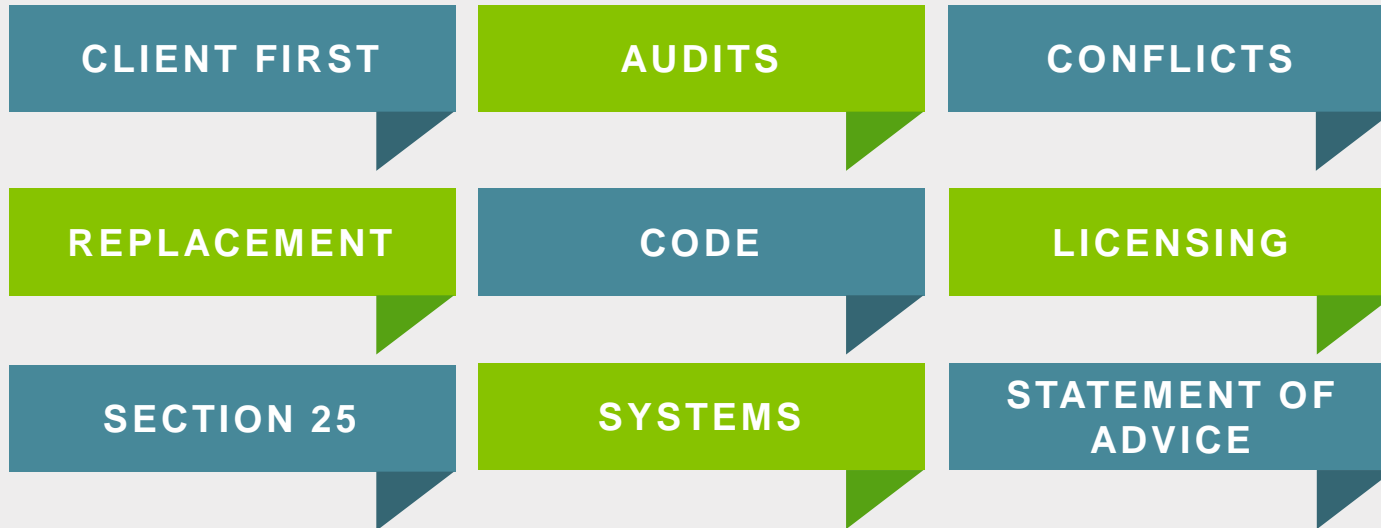 CLIENT FIRST
AUDITS
CONFLICTS
REPLACEMENT
CODE
LICENSING
SECTION 25
SYSTEMS
STATEMENT OF
ADVICE